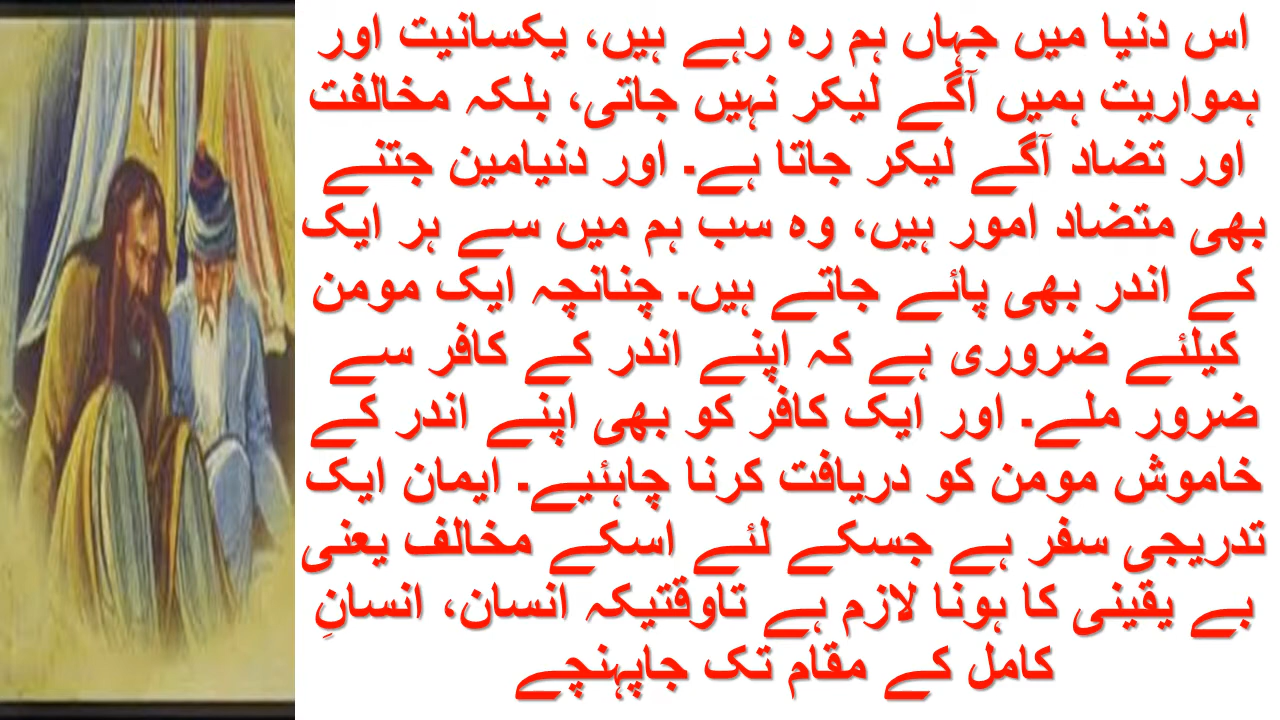 اس دنیا میں جہاں ہم رہ رہے ہیں، یکسانیت اور
ہمواریت ہمیں آگے لیکر نہیں جاتی، بلکہ مخالفت
اور تضاد آگے لیکر جاتا ہے۔ اور دنیامین جتنے
بھی متضاد امور ہیں، وہ سب ہم میں سے ہر ایک
کے اندر بھی پائے جاتے ہیں۔ چنانچہ ایک مومن
کیلئے ضروری ہے کہ اپنے اندر کے کافر سے
ضرور ملے۔ اور ایک کافر کو بھی اپنے اندر کے
خاموش مومن کو دریافت کرنا چاہئیے۔ ایمان ایک
تدریجی سفر ہے جسکے لئے اسکے مخالف یعنی
بے یقینی کا ہونا لازم ہے تاوقتیکہ انسان، انسانِ
کامل کے مقام تک جاپہنچے